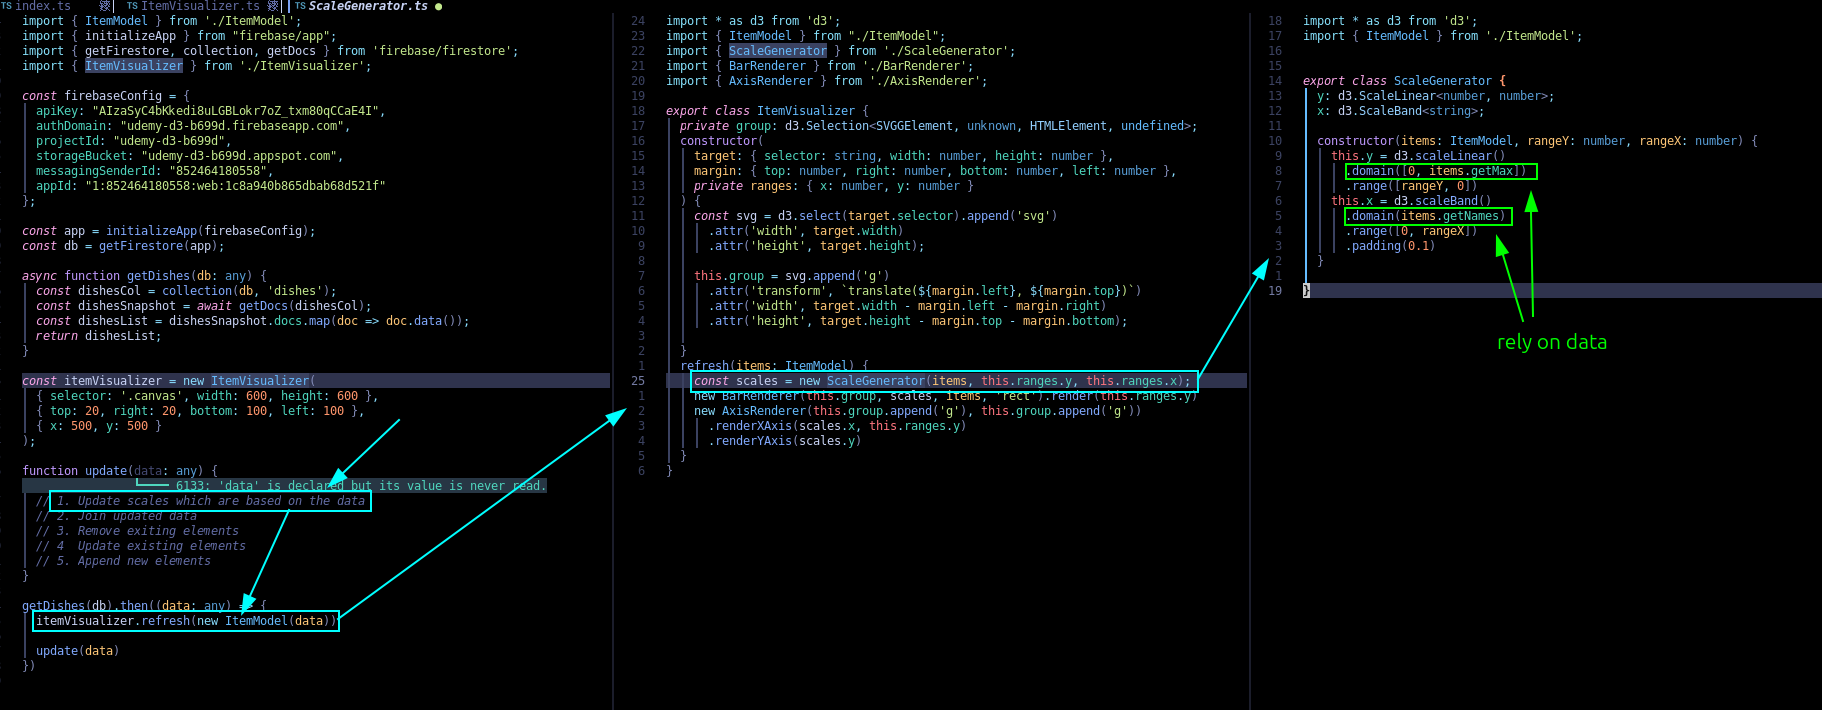 TS index.ts
TS ItemVisualizer.ts
TS ScaleGenerator.ts ●
import { ItemModel } from './ItemModel';
import { initializeApp } from "firebase/app";
import { getFirestore, collection, getDocs } from 'firebase/firestore';
import { ItemVisualizer } from './ItemVisualizer';
const firebaseConfig = {
apiKey: "AIzaSyC4bKkedi8uLGBLokr7oZ_txm80qCCaE4I",
authDomain: "udemy-d3-b699d.firebaseapp.com",
projectId: "udemy-d3-b699d",
storageBucket: "udemy-d3-b699d.appspot.com",
messagingSenderId: "852464180558",
appId: "1:852464180558:web:1c8a940b865dbab68d521f"
};
const app = initializeApp(firebaseConfig);
const db = getFirestore(app);
async function getDishes(db: any) {
const dishesCol = collection(db, 'dishes');
const dishesSnapshot = await getDocs(dishesCol);
const dishesList = dishesSnapshot.docs.map(doc => doc.data());
return dishesList;
}
const itemVisualizer = new ItemVisualizer(
{ selector: '.canvas', width: 600, height: 600 },
{ top: 20, right: 20, bottom: 100, left: 100 },
{ x: 500, y: 500 }
);
function update(data: any) {
6133: 'data' is declared but its value is never read.
// 1. Update scales which are based on the data
// 2. Join updated data
// 3. Remove exiting elements
// 4  Update existing elements
// 5. Append new elements
}
getDishes(db).then((data: any) => {
itemVisualizer.refresh(new ItemModel(data))
update(data)
})
24 import * as d3 from 'd3';
23 import { ItemModel } from "./ItemModel";
22 import { ScaleGenerator } from './ScaleGenerator';
21 import { BarRenderer } from './BarRenderer';
20 import { AxisRenderer } from './AxisRenderer';
19
18 export class ItemVisualizer {
17 private group: d3.Selection<SVGGElement, unknown, HTMLElement, undefined>;
16 constructor(
15 target: { selector: string, width: number, height: number },
14 margin: { top: number, right: number, bottom: number, left: number },
13 private ranges: { x: number, y: number }
12 ) {
11 const svg = d3.select(target.selector).append('svg')
10 .attr('width', target.width)
9 .attr('height', target.height);
8
7 this.group = svg.append('g')
6 .attr('transform', `translate(${margin.left}, ${margin.top})`)
5 .attr('width', target.width - margin.left - margin.right)
4 .attr('height', target.height - margin.top - margin.bottom);
3
2 }
1 refresh(items: ItemModel) {
25 const scales = new ScaleGenerator(items, this.ranges.y, this.ranges.x);
1 new BarRenderer(this.group, scales, items, 'rect').render(this.ranges.y)
2 new AxisRenderer(this.group.append('g'), this.group.append('g'))
3 .renderXAxis(scales.x, this.ranges.y)
4 .renderYAxis(scales.y)
5 }
6 }
18 import * as d3 from 'd3';
17 import { ItemModel } from './ItemModel';
16
15
14 export class ScaleGenerator {
13 y: d3.ScaleLinear<number, number>;
12 x: d3.ScaleBand<string>;
11
10 constructor(items: ItemModel, rangeY: number, rangeX: number) {
9 this.y = d3.scaleLinear()
8 .domain([0, items.getMax])
7 .range([rangeY, 0])
6 this.x = d3.scaleBand()
5 .domain(items.getNames)
4 .range([0, rangeX])
3 .padding(0.1)
2 }
1
19 }
rely on data